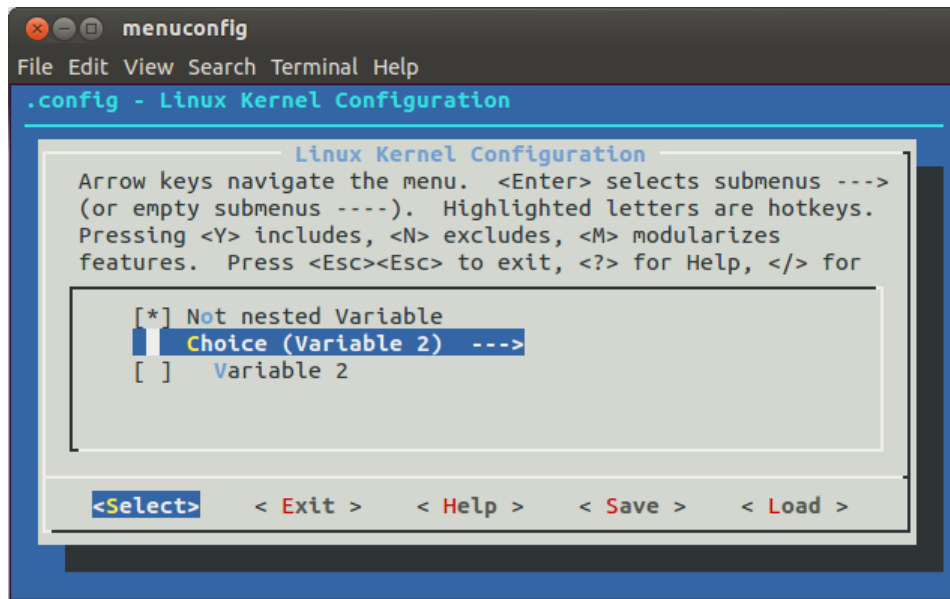 menuconfig
File Edit View Search Terminal Help
.config - Linux Kernel Configuration
Linux Kernel Configuration
Arrow keys navigate the menu.  <Enter> selects submenus --->
(or empty submenus ----).  Highlighted letters are hotkeys.
Pressing <Y> includes, <N> excludes, <M> modularizes
features.  Press <Esc><Esc> to exit, <?> for Help, </> for
[*] Not nested Variable
Choice (Variable 2)  --->
[ ]   Variable 2
<Select>    < Exit >    < Help >    < Save >    < Load >